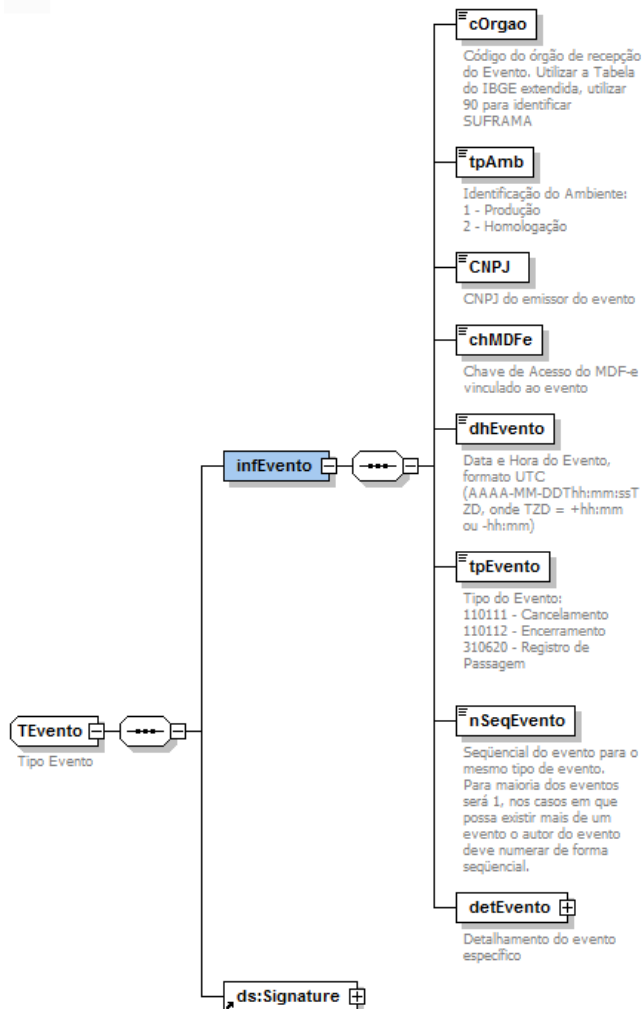 cOrgao
Código do órgão de recepção
do Evento. Utilizar a Tabela
do IBGE extendida, utilizar
90 para identificar
SUFRAMA
tpAmb
Identificação do Ambiente:
1 - Produção
2 - Homologação
CNPJ
CNPJ do emissor do evento
chMDFe
Chave de Acesso do MDF-e
vinculado ao evento
dhEvento
Data e Hora do Evento,
formato UTC
(AAAA-MM-DDThh:mm:ssT
ZD, onde TZD = +hh:mm
ou -hh:mm)
infEvento
tpEvento
Tipo do Evento:
110111 - Cancelamento
110112 - Encerramento
310620 - Registro de
Passagem
nSeqEvento
Seqüencial do evento para o
mesmo tipo de evento.
Para maioria dos eventos
será 1, nos casos em que
possa existir mais de um
evento o autor do evento
deve numerar de forma
seqüencial.
TEvento
Tipo Evento
detEvento
Detalhamento do evento
específico
ds:Signature